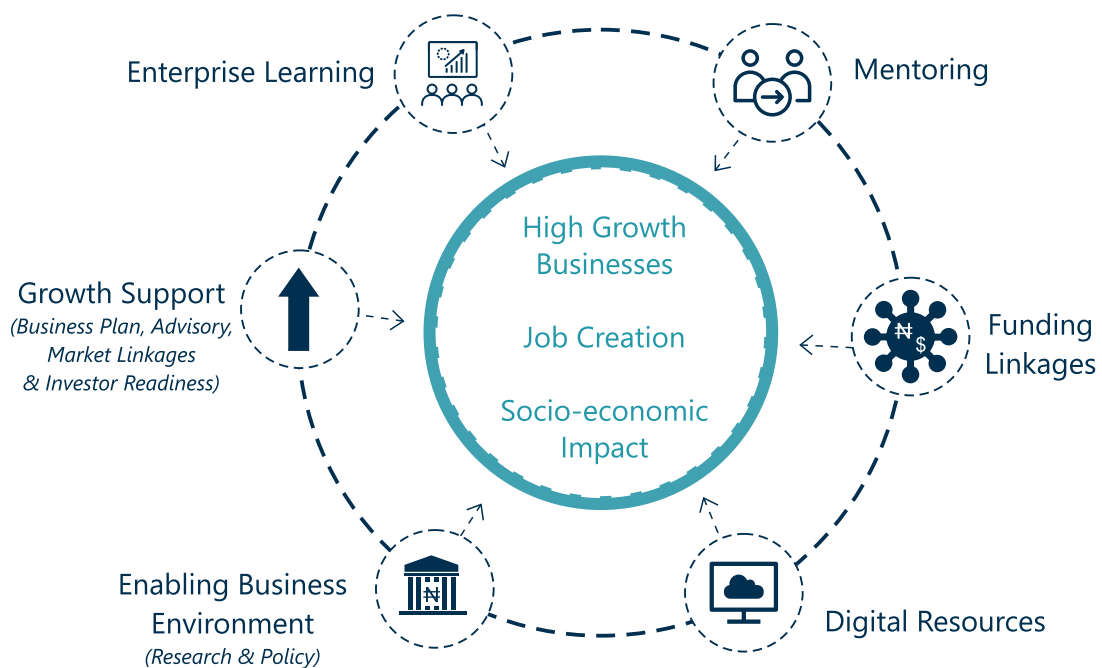 Enterprise Learning
Mentoring
High Growth
Businesses
Growth Support
(Business Plan, Advisory,
Market Linkages
& Investor Readiness)
Job Creation
₦
$
Funding
Linkages
Socio-economic
Impact
Enabling Business
Environment
(Research & Policy)
₦
Digital Resources